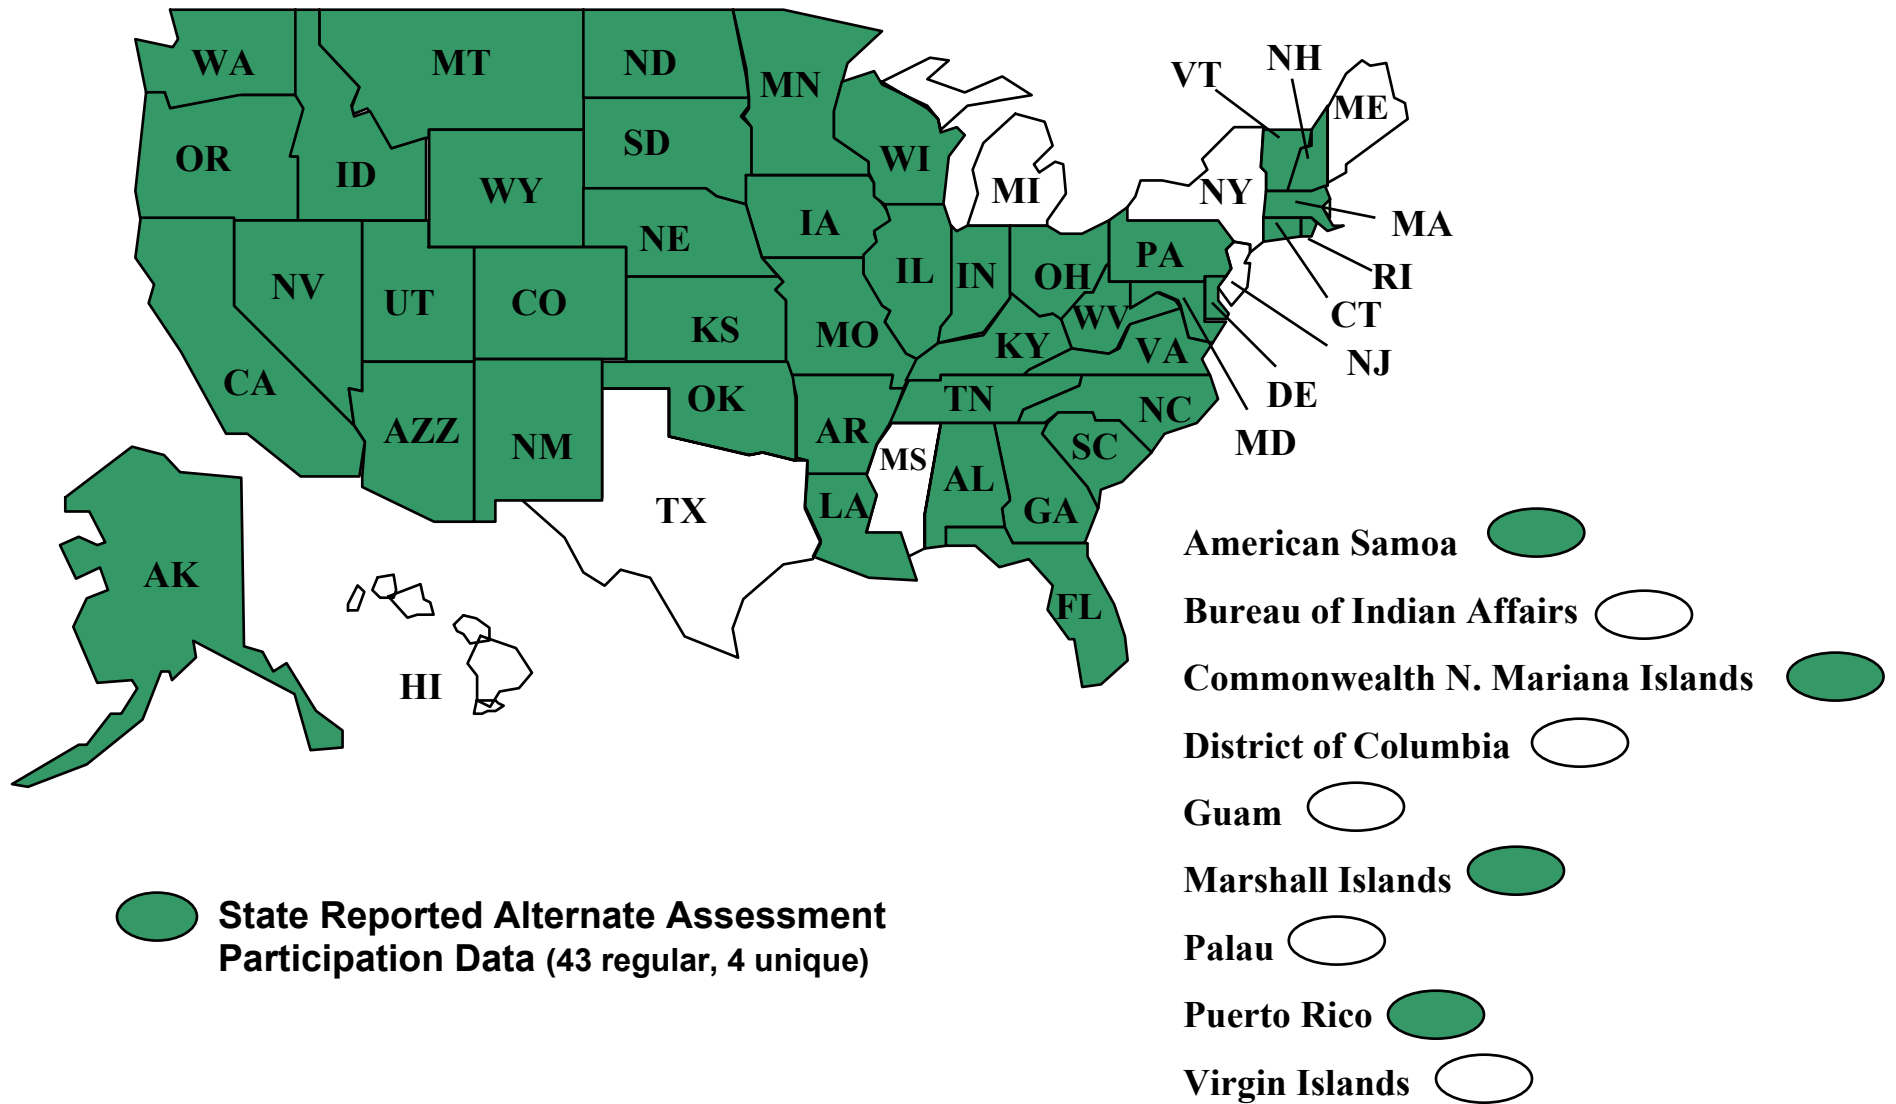 WA
MT
ND
MN
VT
NH
ME
OR
ID
WY
SD
WI
MI
NY
MA
NV
UT
CO
NE
IA
IL
IN
OH
PA
RI
CT
NJ
CA
KS
MO
KY
WV
VA
DE
MD
AZZ
NM
OK
AR
TN
NC
SC
MS
AL
GA
TX
LA
FL
AK
HI
American Samoa
Bureau of Indian Affairs
Commonwealth N. Mariana Islands
District of Columbia
Guam
Marshall Islands
Palau
Puerto Rico
Virgin Islands
State Reported Alternate Assessment
Participation Data (43 regular, 4 unique)